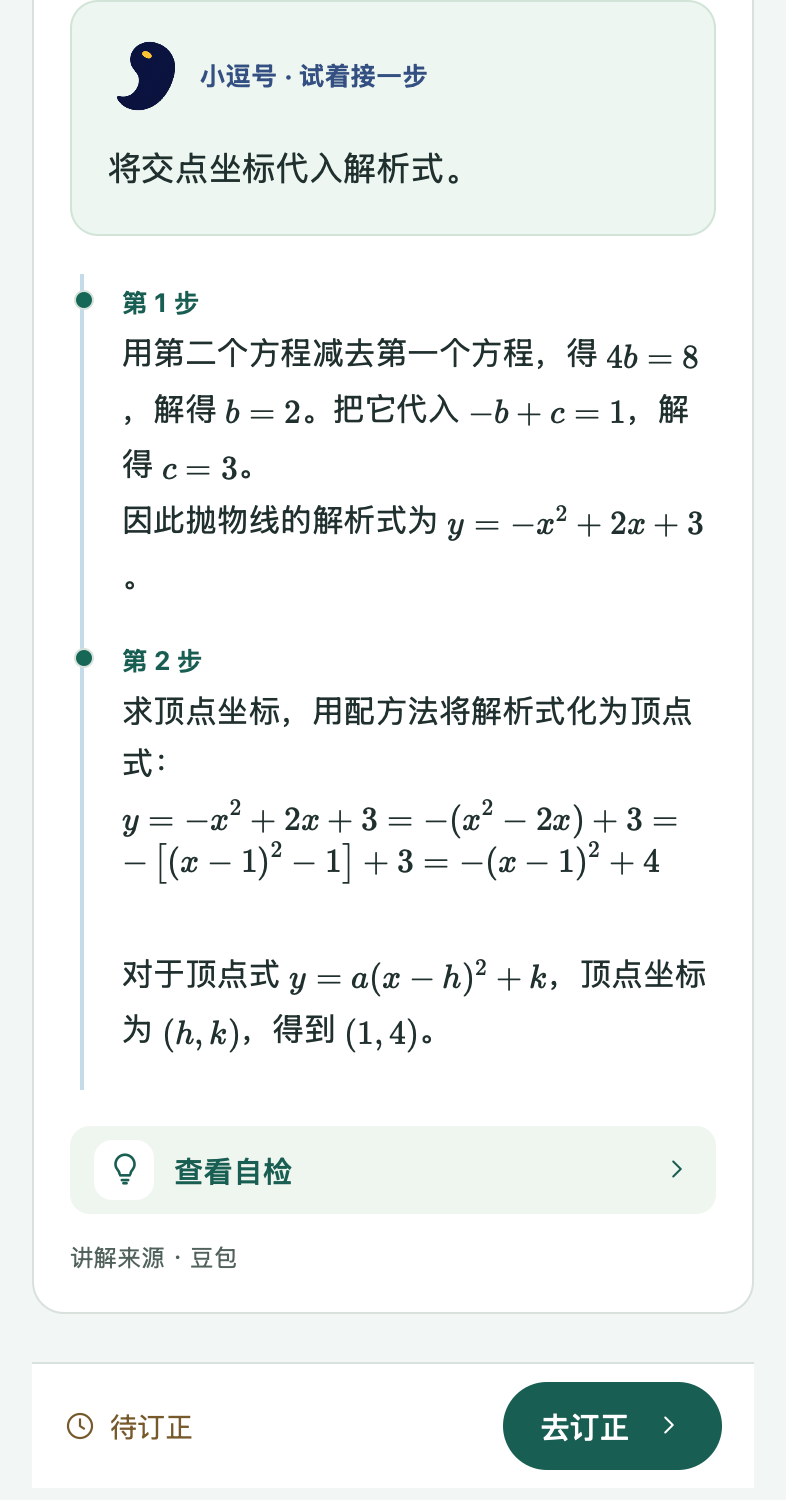 小逗号 · 试着接一步
将交点坐标代入解析式。
第 1 步
用第二个方程减去第一个方程，得 4b = 8
，解得 b = 2。把它代入 −b + c = 1，解
得 c = 3。
因此抛物线的解析式为 y = −x² + 2x + 3
。
第 2 步
求顶点坐标，用配方法将解析式化为顶点
式：
y = −x² + 2x + 3 = −(x² − 2x) + 3 =
− [(x − 1)² − 1] + 3 = −(x − 1)² + 4
对于顶点式 y = a(x − h)² + k，顶点坐标
为 (h, k)，得到 (1, 4)。
查看自检
讲解来源 · 豆包
待订正
去订正